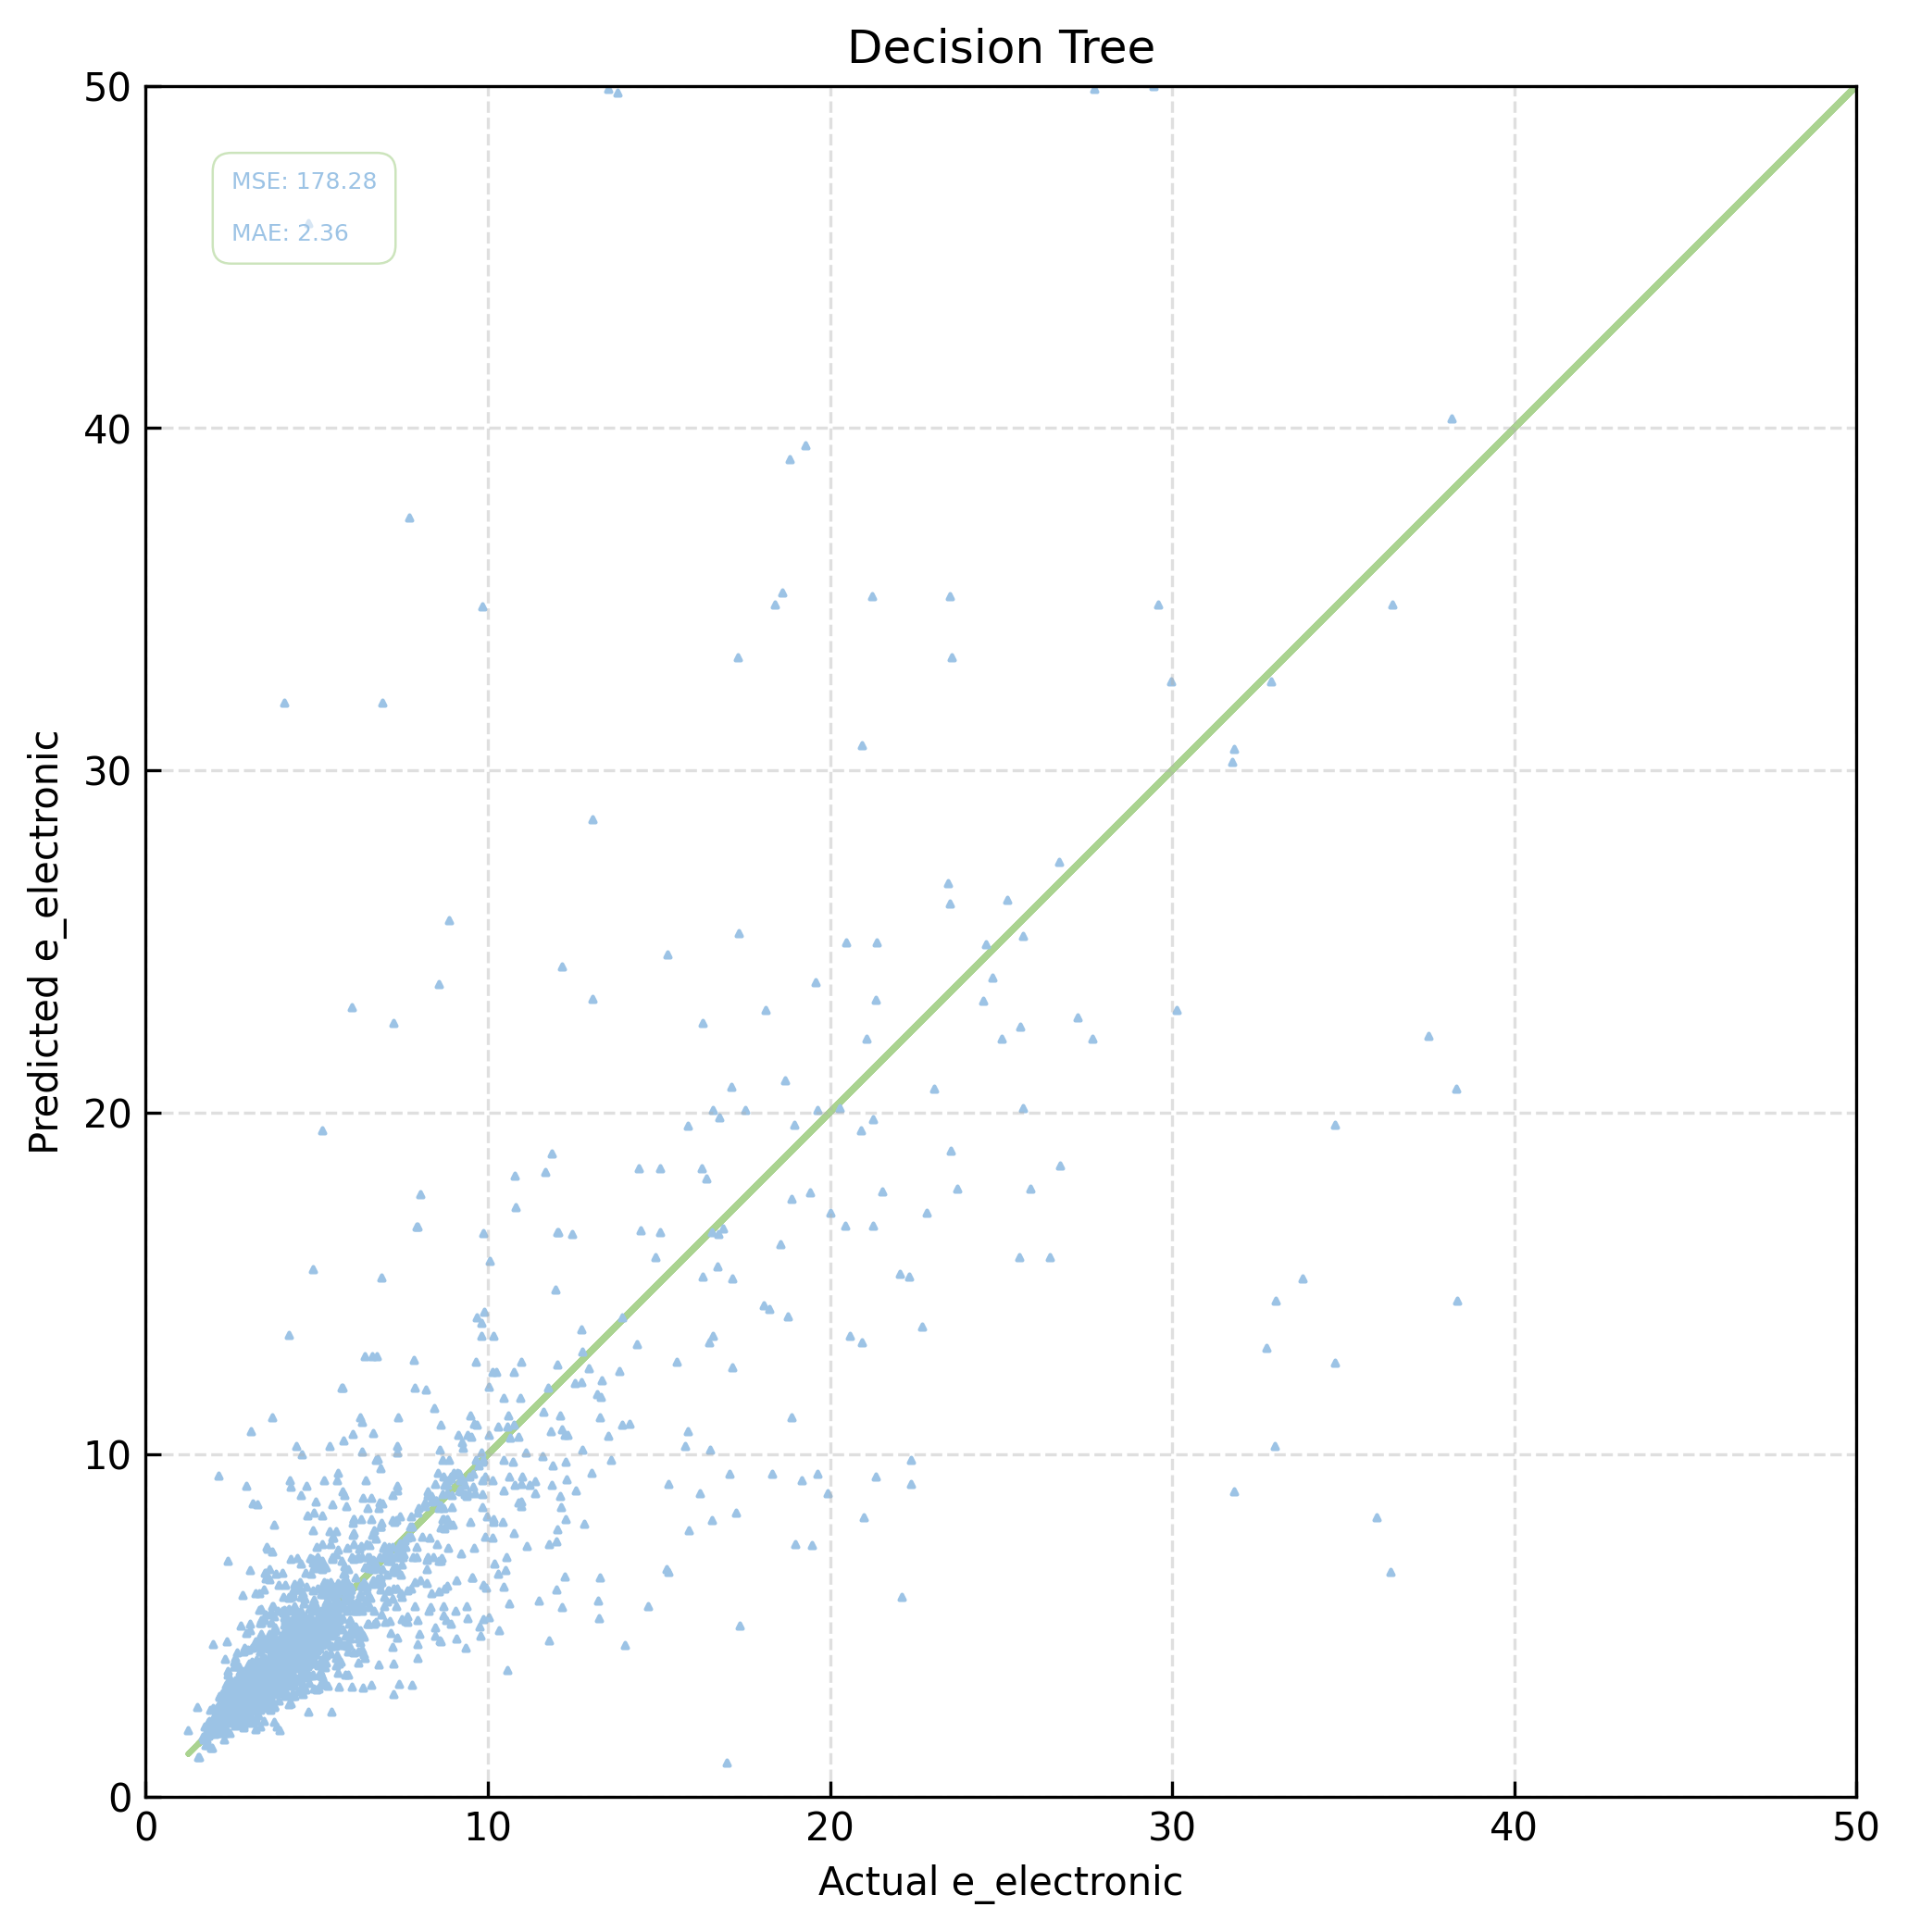 Decision Tree
50
MSE: 178.28
MAE: 2.36
40
30
20
10
0
Predicted e_electronic
0 10 20 30 40 50
Actual e_electronic